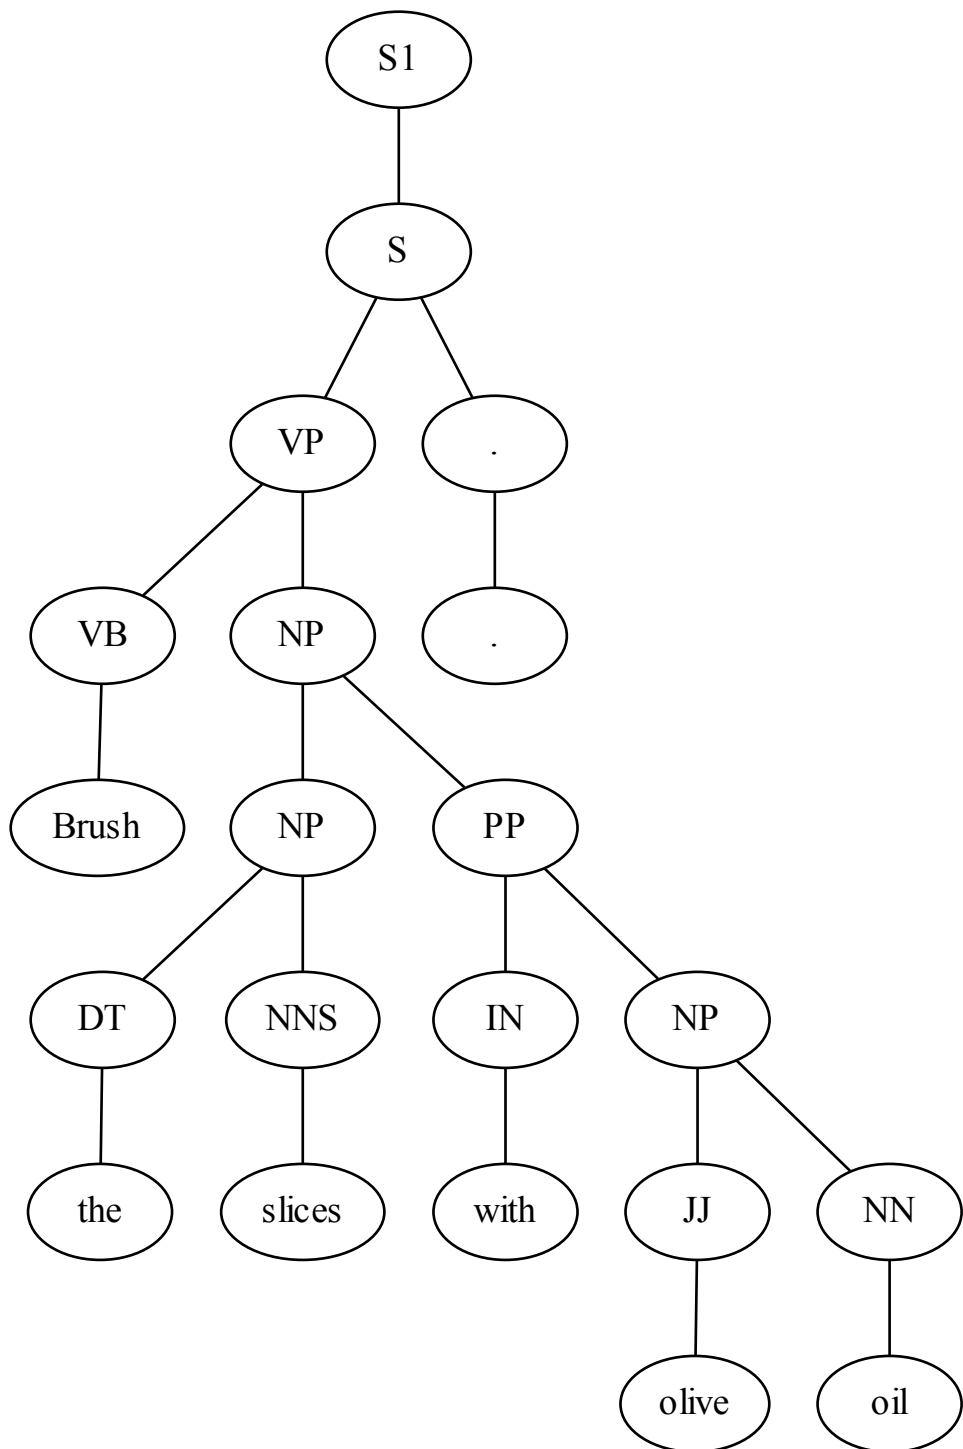 S1
S
VP .
VB NP .
Brush NP PP
DT NNS IN NP
the slices with JJ NN
olive oil